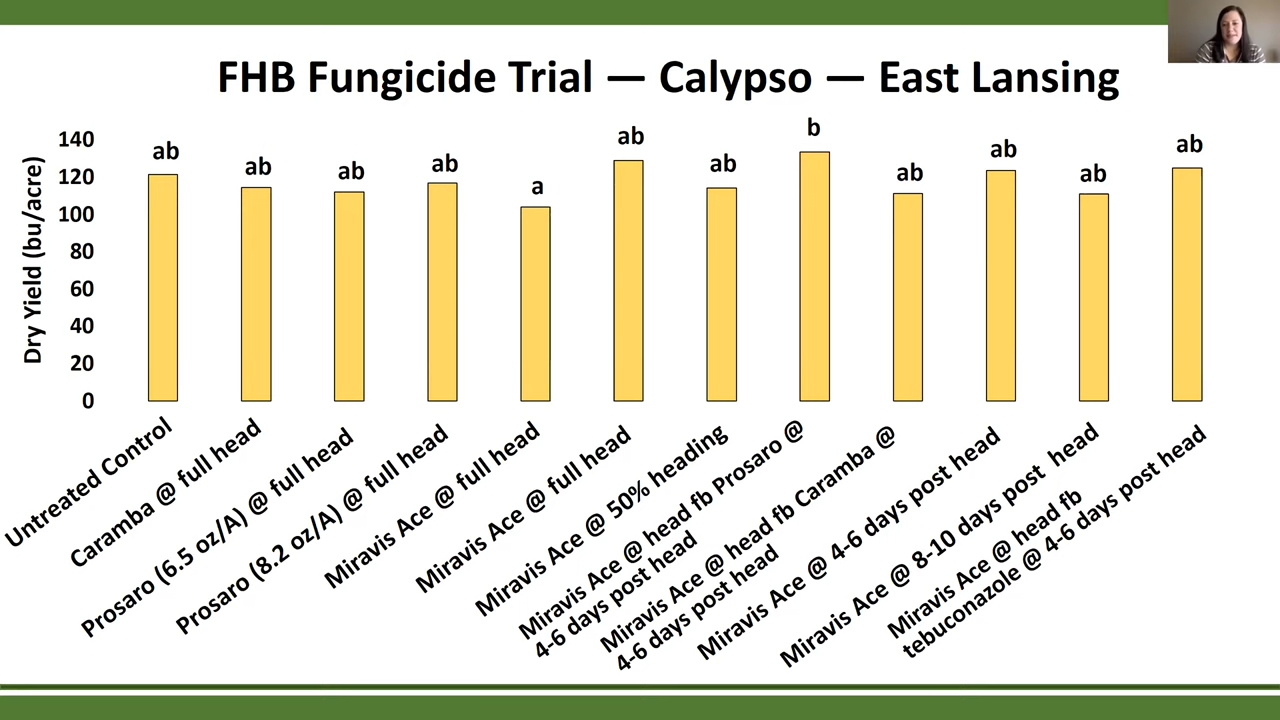 FHB Fungicide Trial — Calypso — East Lansing
Dry Yield (bu/acre)
140
120
100
80
60
40
20
0
ab
ab
ab
ab
a
ab
ab
b
ab
ab
ab
ab
Untreated Control
Caramba @ full head
Prosaro (6.5 oz/A) @ full head
Prosaro (8.2 oz/A) @ full head
Miravis Ace @ full head
Miravis Ace @ full head
Miravis Ace @ 50% heading
Miravis Ace @ head fb Prosaro @
4-6 days post head
Miravis Ace @ head fb Caramba @
4-6 days post head
Miravis Ace @ 4-6 days post head
Miravis Ace @ 8-10 days post head
Miravis Ace @ head fb
tebuconazole @ 4-6 days post head